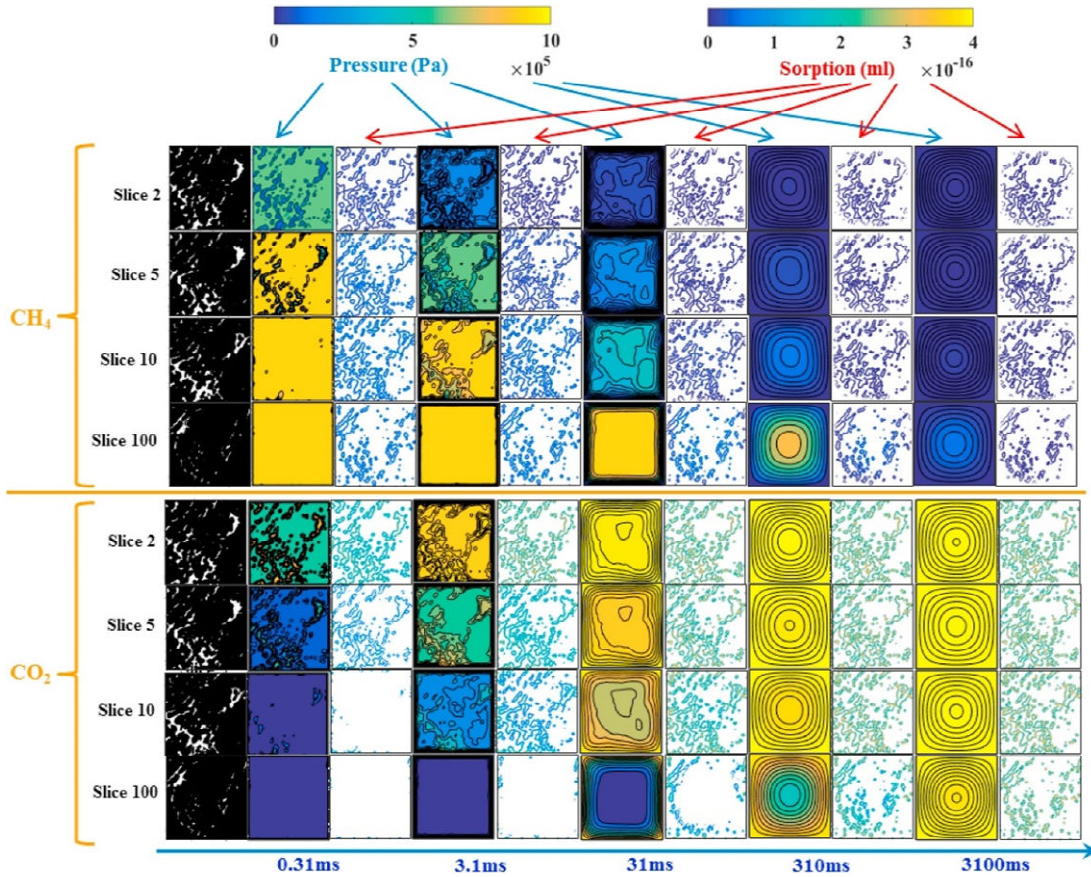 0 5 10 0 1 2 3 4
Pressure (Pa) ×10⁵ Sorption (ml) ×10⁻¹⁶
CH₄
Slice 2
Slice 5
Slice 10
Slice 100
CO₂
Slice 2
Slice 5
Slice 10
Slice 100
0.31ms 3.1ms 31ms 310ms 3100ms